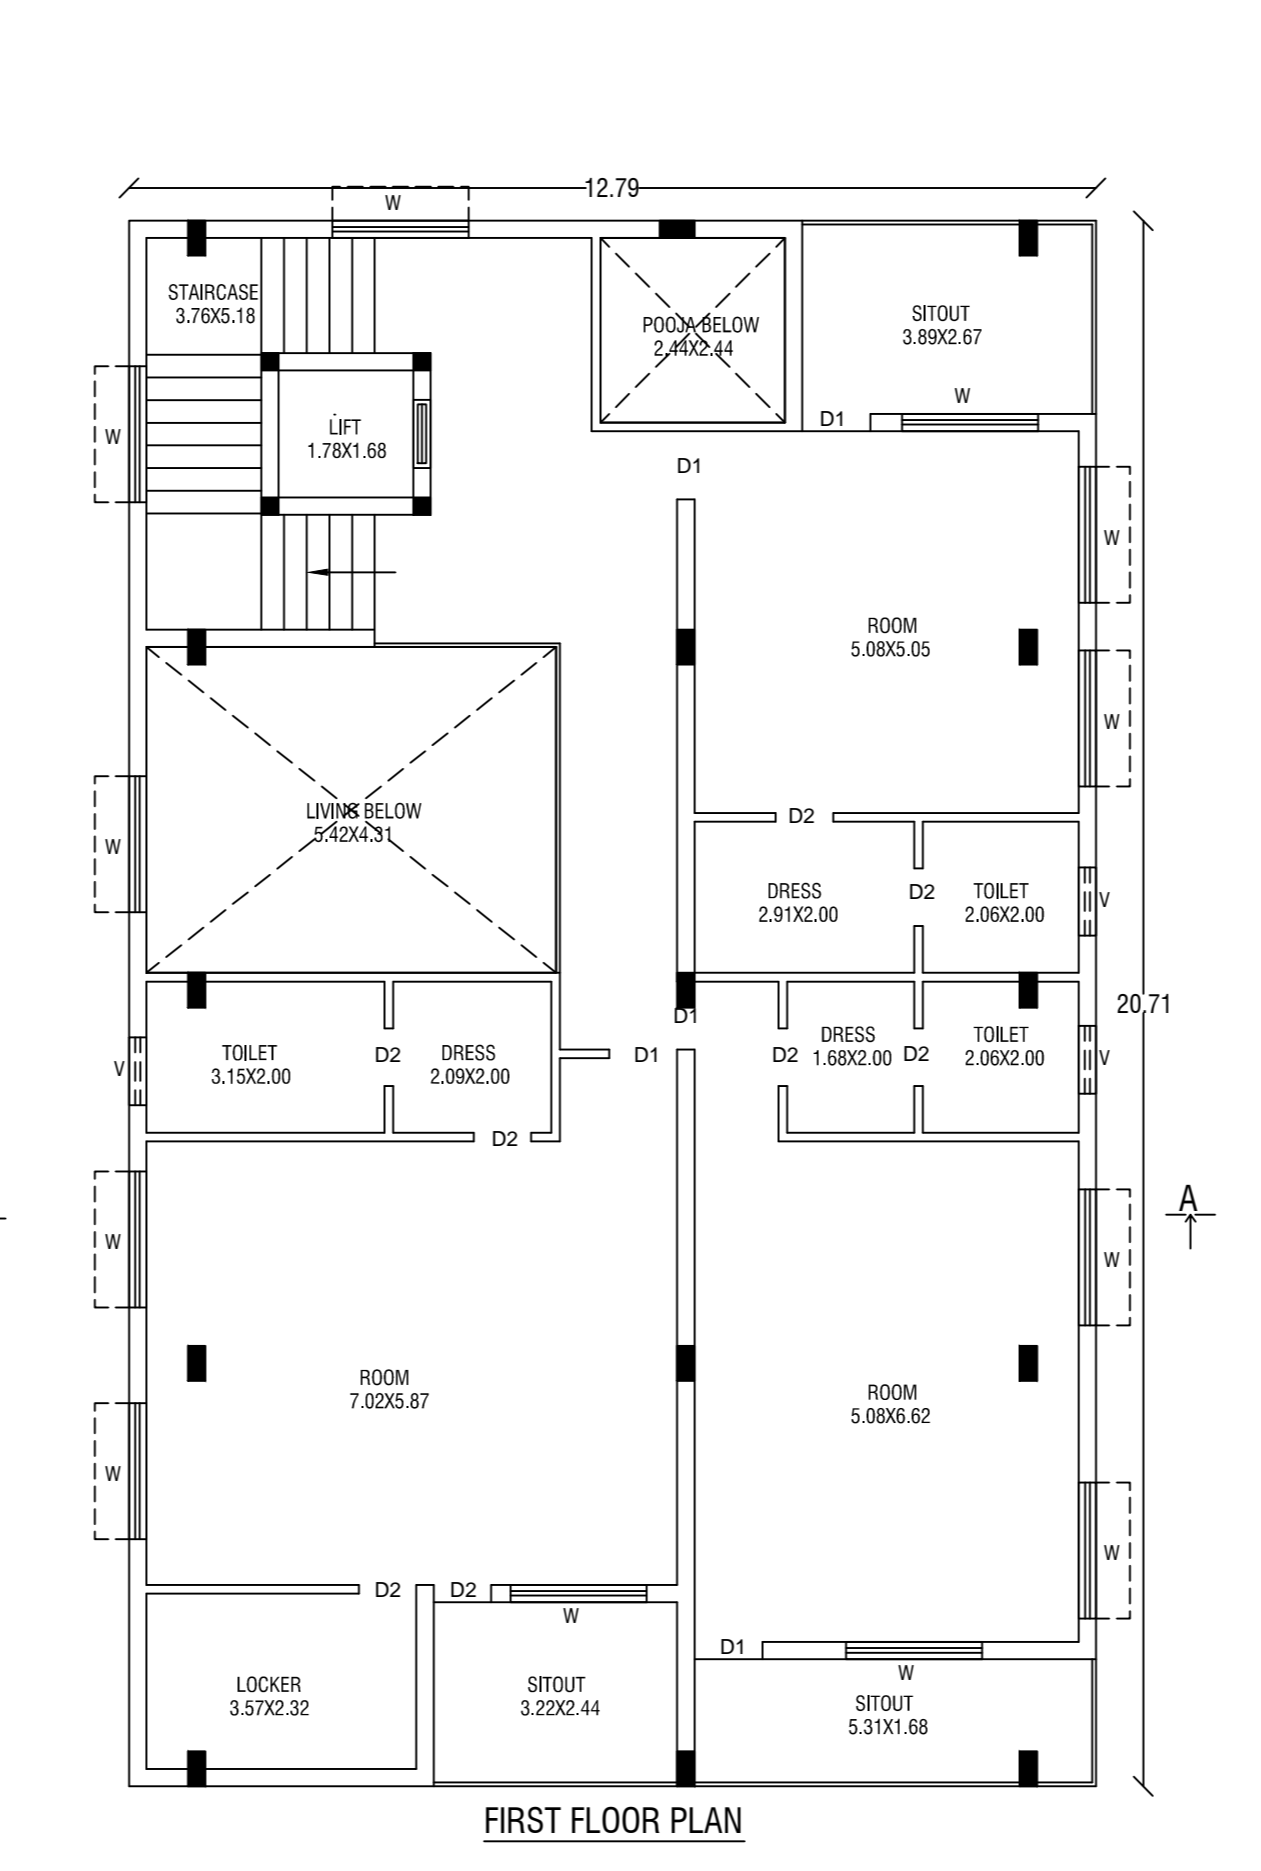 12.79
W
STAIRCASE
3.76X5.18
POOJA BELOW
2.44X2.44
SITOUT
3.89X2.67
W
D1
W
LIFT
1.78X1.68
D1
W
ROOM
5.08X5.05
W
LIVING BELOW
5.42X4.31
W
D2
DRESS
2.91X2.00
D2
TOILET
2.06X2.00
V
20.71
D1
TOILET
3.15X2.00
V
D2
DRESS
2.09X2.00
D1
D2
DRESS
1.68X2.00
D2
TOILET
2.06X2.00
V
D2
A
W
W
ROOM
7.02X5.87
ROOM
5.08X6.62
W
W
D2
D2
W
D1
W
LOCKER
3.57X2.32
SITOUT
3.22X2.44
SITOUT
5.31X1.68
FIRST FLOOR PLAN